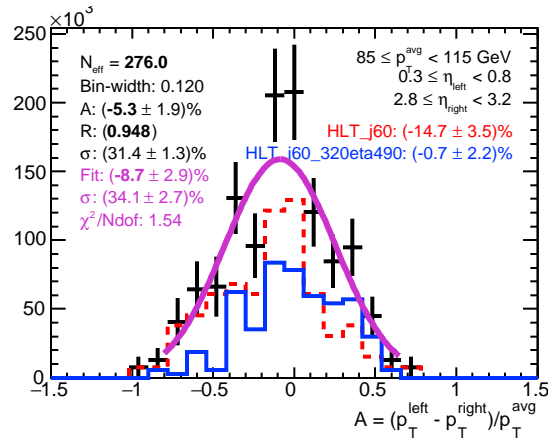 ×10³
250
200
150
100
50
0
N_eff = 276.0
Bin-width: 0.120
A: (-5.3 ± 1.9)%
R: (0.948)
σ: (31.4 ± 1.3)%
Fit: (-8.7 ± 2.9)%
σ: (34.1 ± 2.7)%
χ²/Ndof: 1.54
85 ≤ p_T^avg < 115 GeV
0.3 ≤ η_left < 0.8
2.8 ≤ η_right < 3.2
HLT_j60: (-14.7 ± 3.5)%
HLT_j60_320eta490: (-0.7 ± 2.2)%
−1.5 −1 −0.5 0 0.5 1 1.5
A = (p_T^left - p_T^right)/p_T^avg